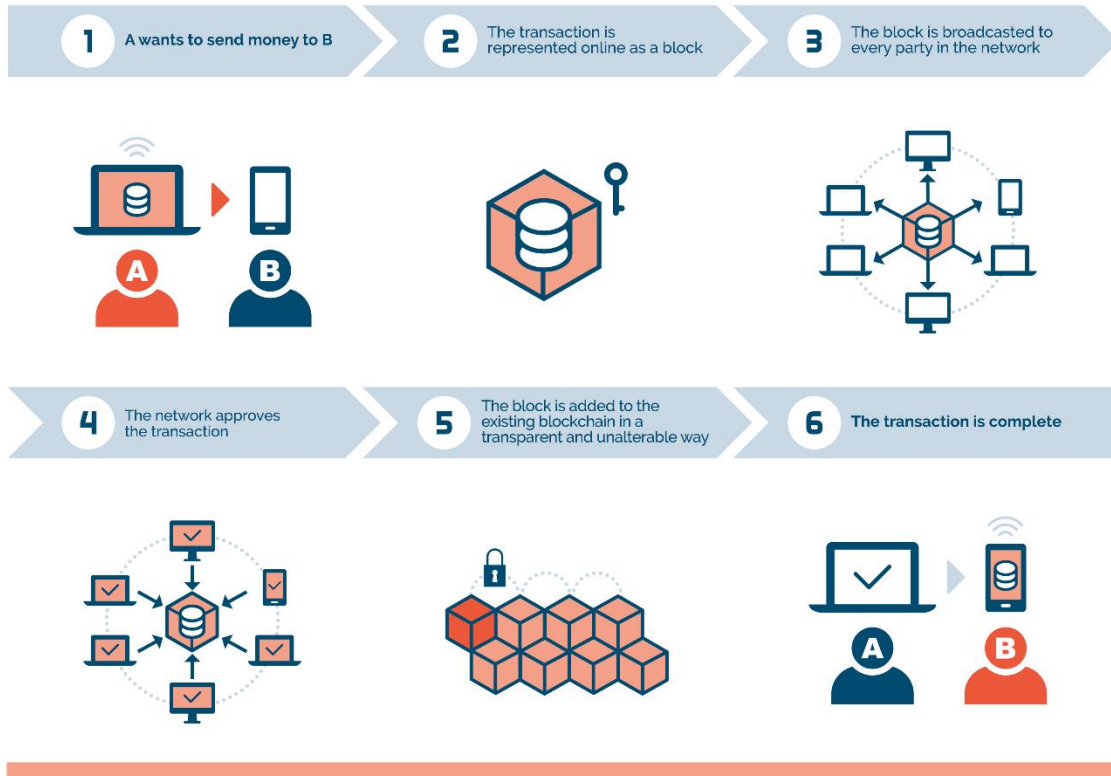 1
A wants to send money to B
2
The transaction is
represented online as a block
3
The block is broadcasted to
every party in the network
A
B
4
The network approves
the transaction
5
The block is added to the
existing blockchain in a
transparent and unalterable way
6
The transaction is complete
A
B